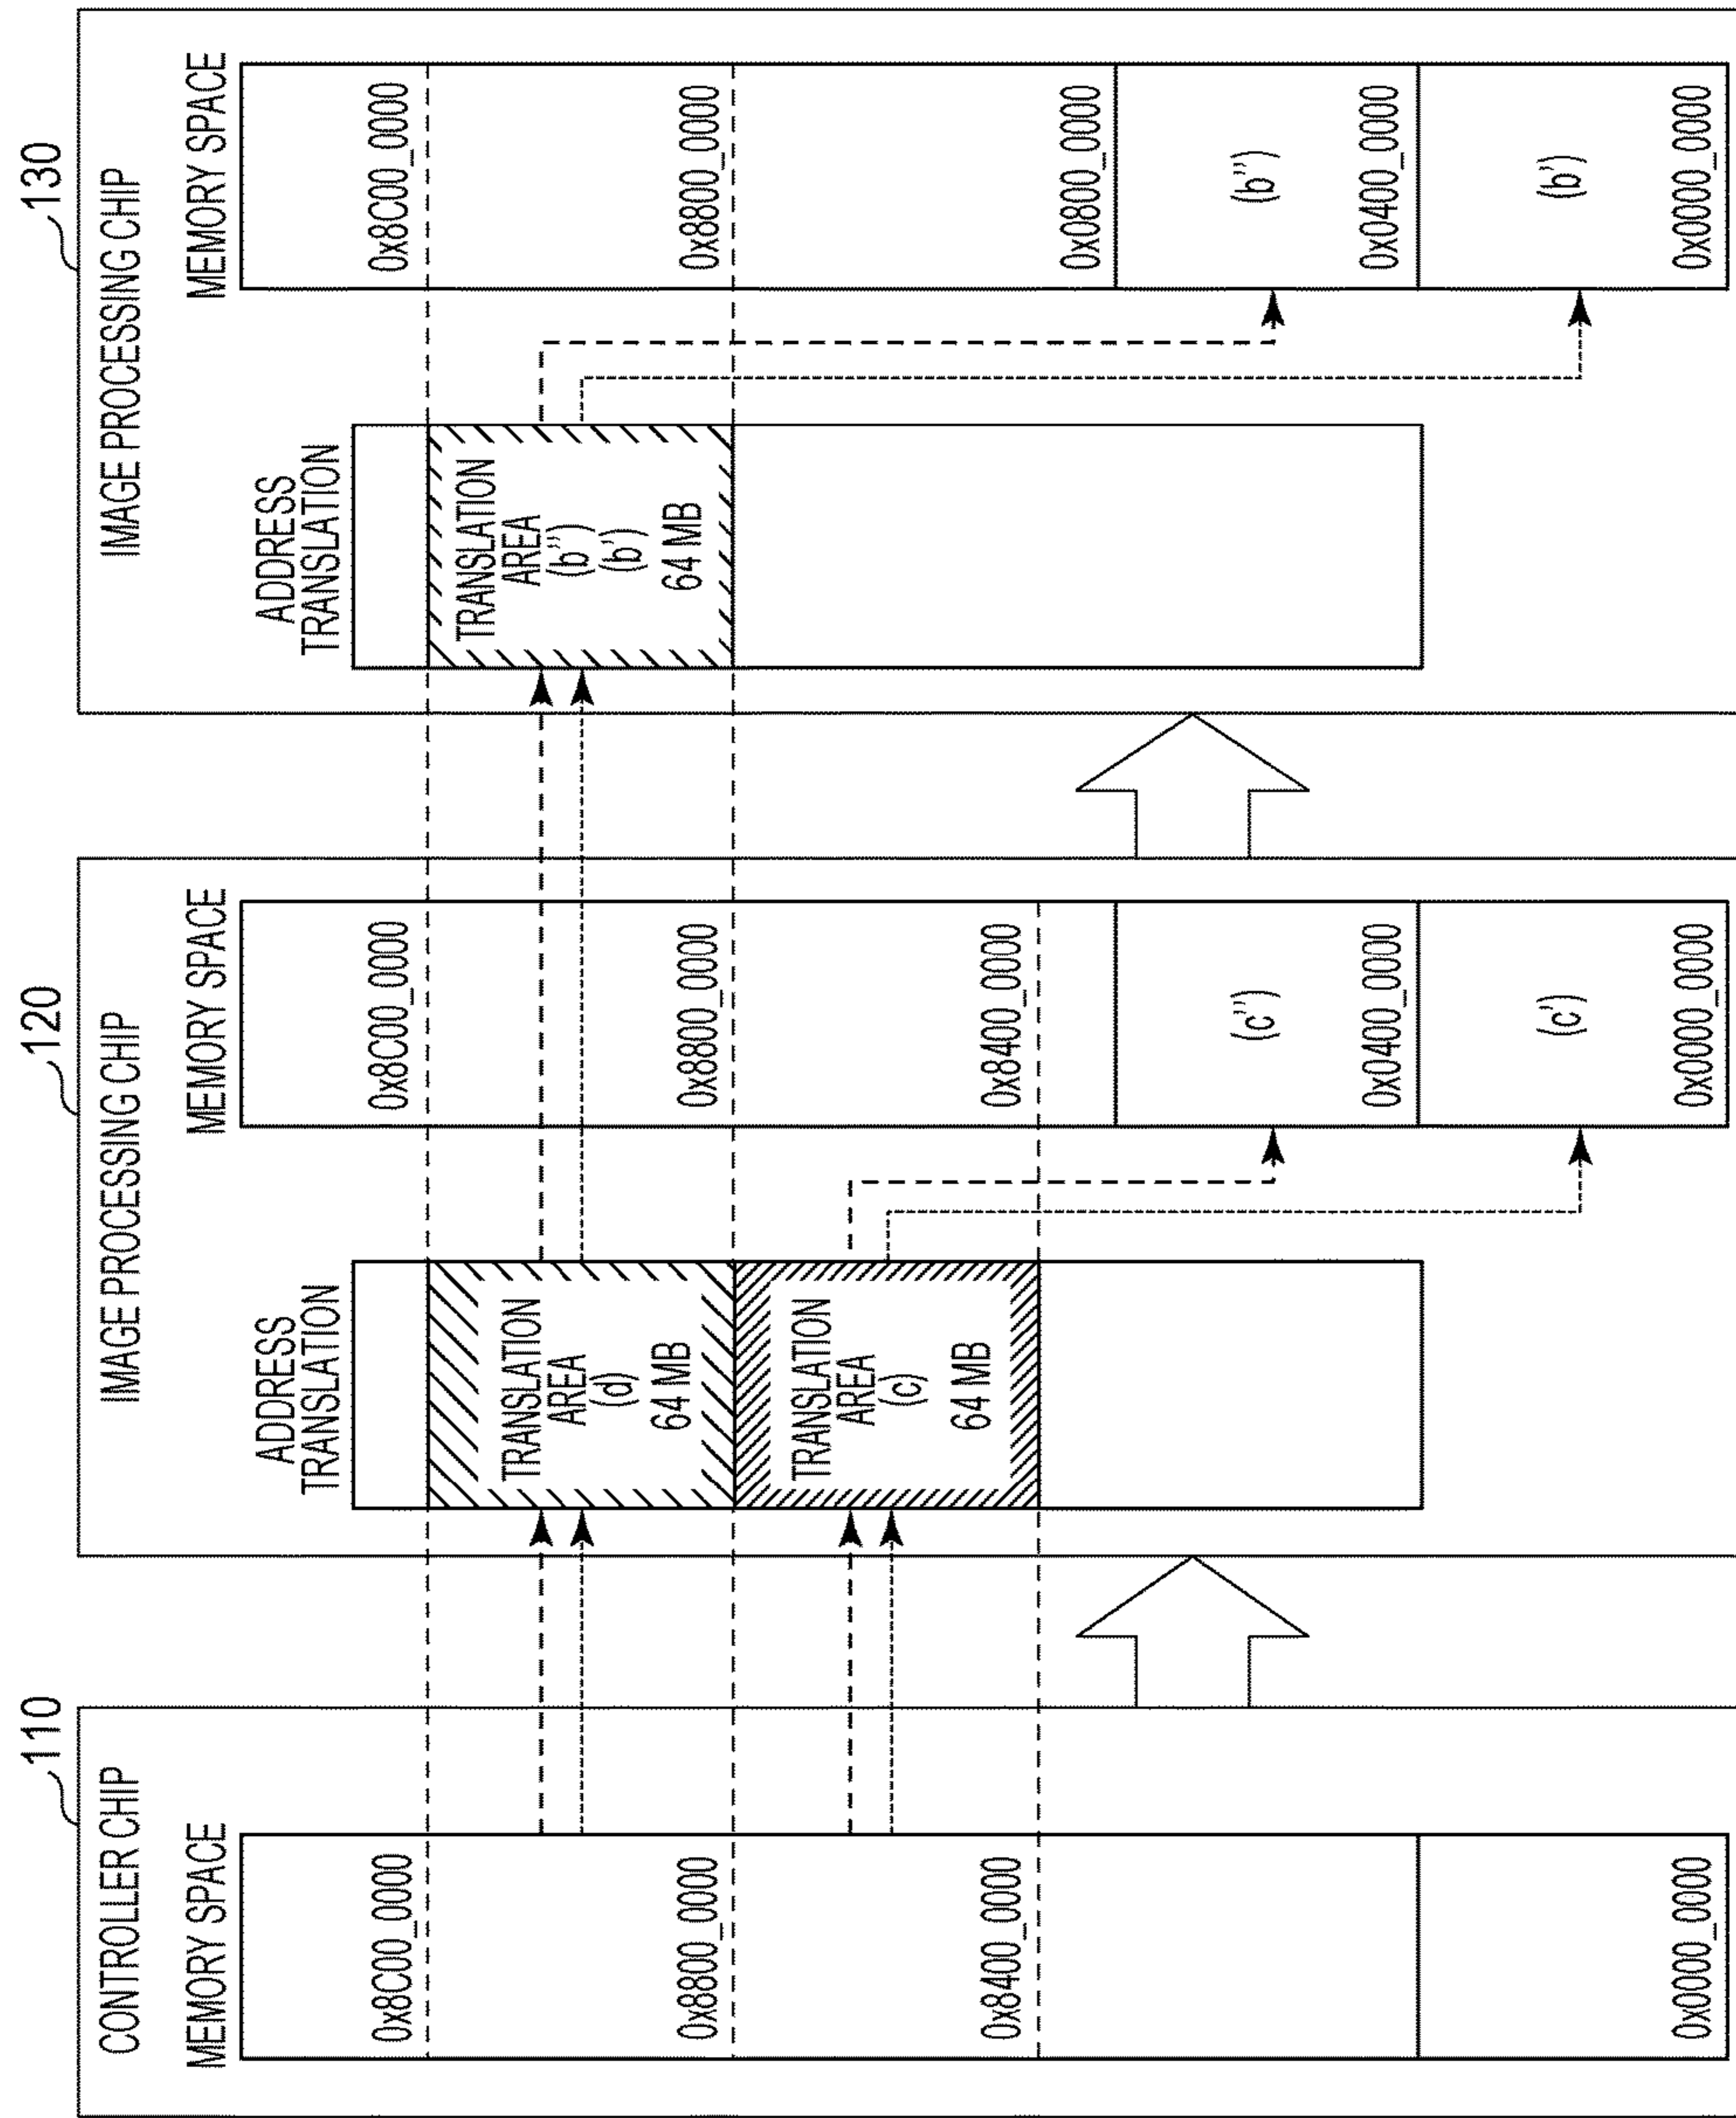 110
CONTROLLER CHIP
MEMORY SPACE
0x8C00_0000
0x8800_0000
0x8400_0000
0x0000_0000
120
IMAGE PROCESSING CHIP
ADDRESS
TRANSLATION
TRANSLATION
AREA
(d)
64 MB
TRANSLATION
AREA
(c)
64 MB
MEMORY SPACE
0x8C00_0000
0x8800_0000
0x8400_0000
(c'')
0x0400_0000
(c')
0x0000_0000
130
IMAGE PROCESSING CHIP
ADDRESS
TRANSLATION
TRANSLATION
AREA
(b'')
(b')
64 MB
MEMORY SPACE
0x8C00_0000
0x8800_0000
0x0800_0000
(b'')
0x0400_0000
(b')
0x0000_0000